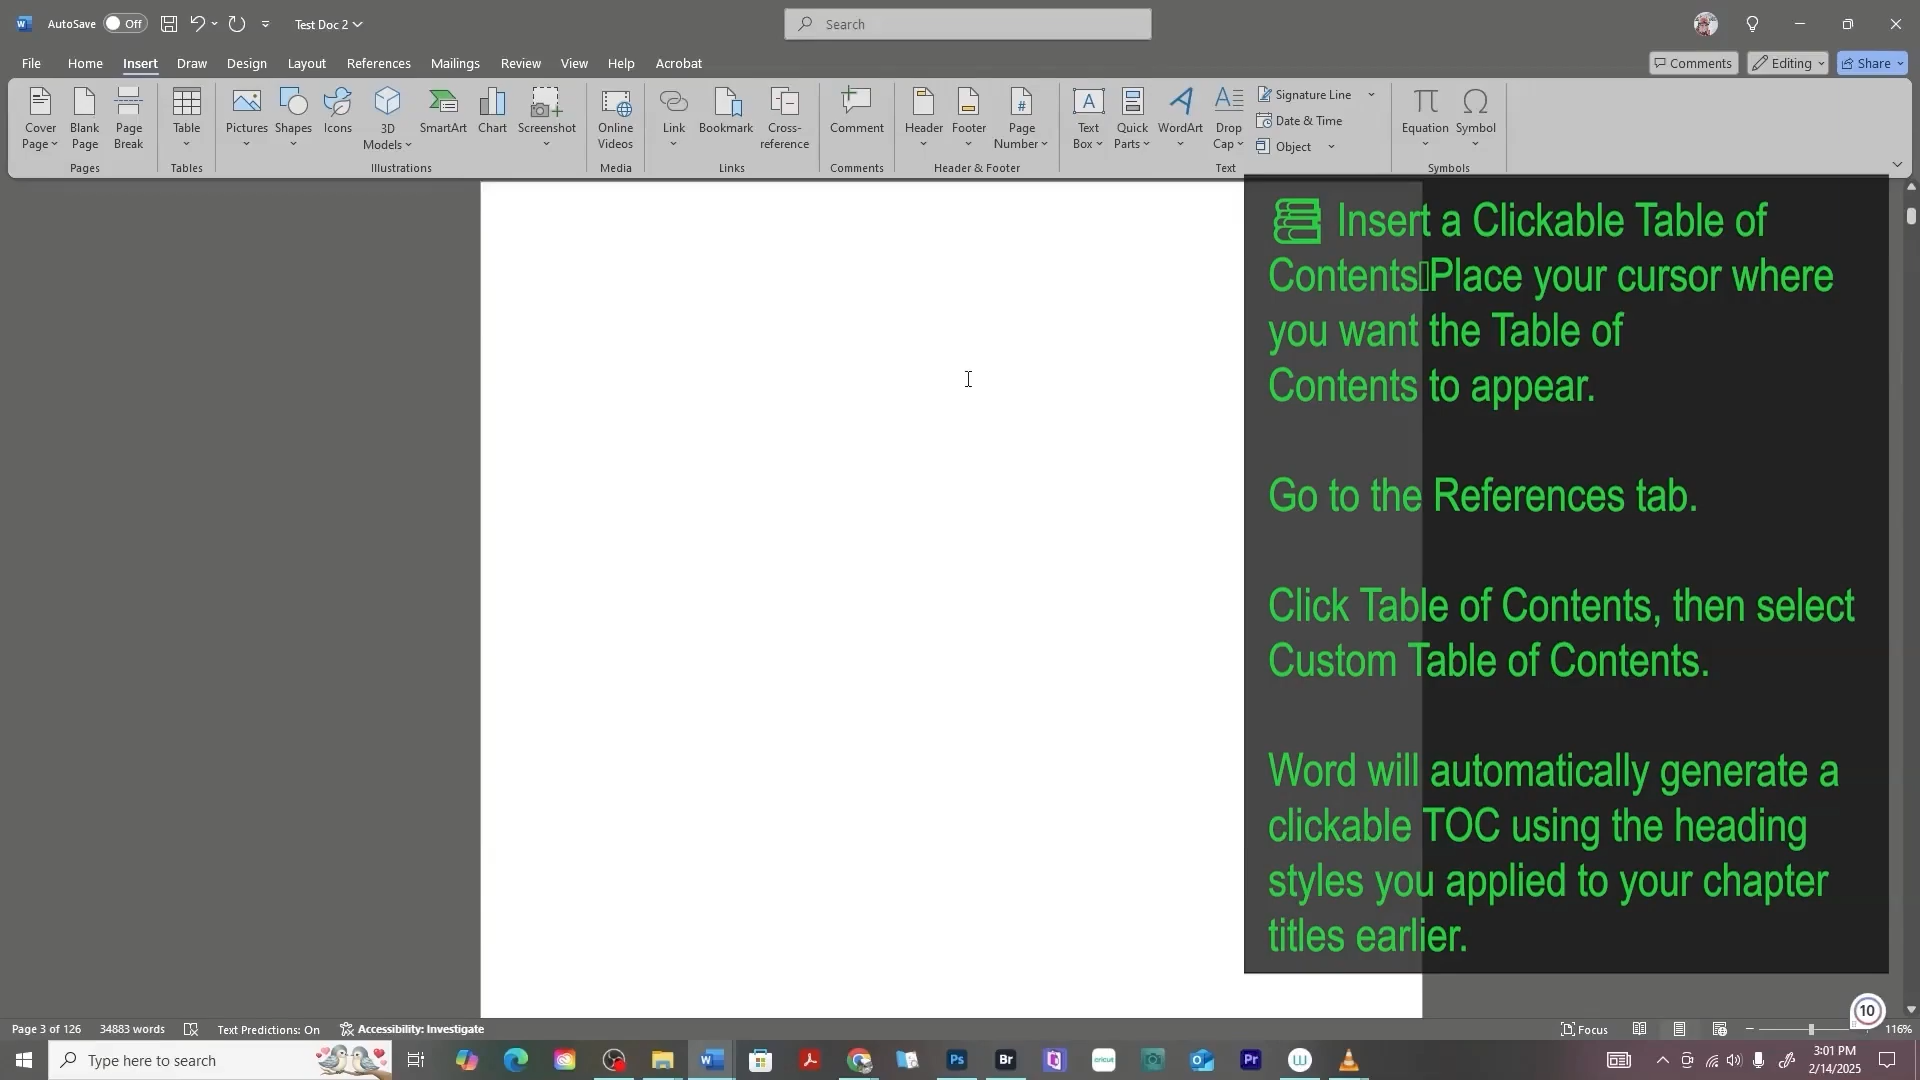 AutoSave Off Test Doc 2 Search
File Home Insert Draw Design Layout References Mailings Review View Help Acrobat Comments Editing Share
Cover Page
Blank Page
Page Break
Pages
Table
Tables
Pictures
Shapes
Icons
3D Models
SmartArt
Chart
Screenshot
Illustrations
Online Videos
Media
Link
Bookmark
Cross-reference
Links
Comment
Comments
Header
Footer
Page Number
Header & Footer
Text Box
Quick Parts
WordArt
Drop Cap
Signature Line
Date & Time
Object
Text
Equation
Symbol
Symbols
Insert a Clickable Table of
Contents Place your cursor where
you want the Table of
Contents to appear.
Go to the References tab.
Click Table of Contents, then select
Custom Table of Contents.
Word will automatically generate a
clickable TOC using the heading
styles you applied to your chapter
titles earlier.
10
Page 3 of 126 34883 words Text Predictions: On Accessibility: Investigate Focus 116%
Type here to search
Ps Br cricut Pr W
3:01 PM
2/14/2025